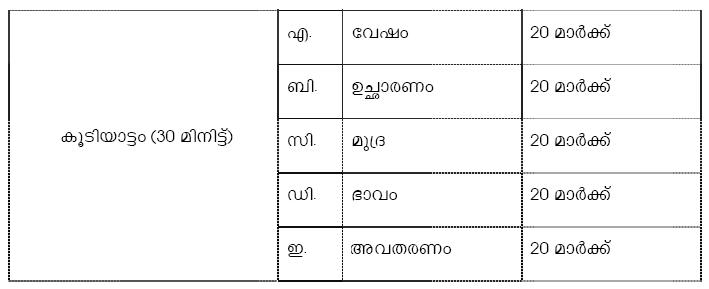 എ. വേഷം 20 മാർക്ക്
ബി. ഉച്ഛാരണം 20 മാർക്ക്
കൂടിയാട്ടം (30 മിനിട്ട്) സി. മുദ്ര 20 മാർക്ക്
ഡി. ഭാവം 20 മാർക്ക്
ഇ. അവതരണം 20 മാർക്ക്